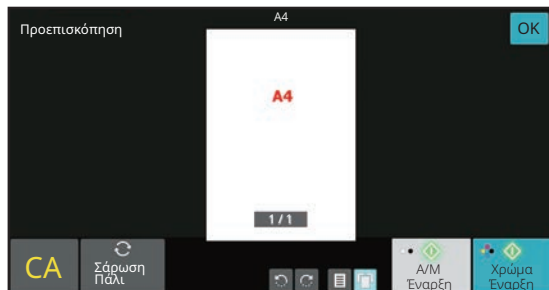 A4
Προεπισκόπηση
OK
A4
1/1
CA
Σάρωση
Πάλι
Α/Μ
Έναρξη
Χρώμα
Έναρξη